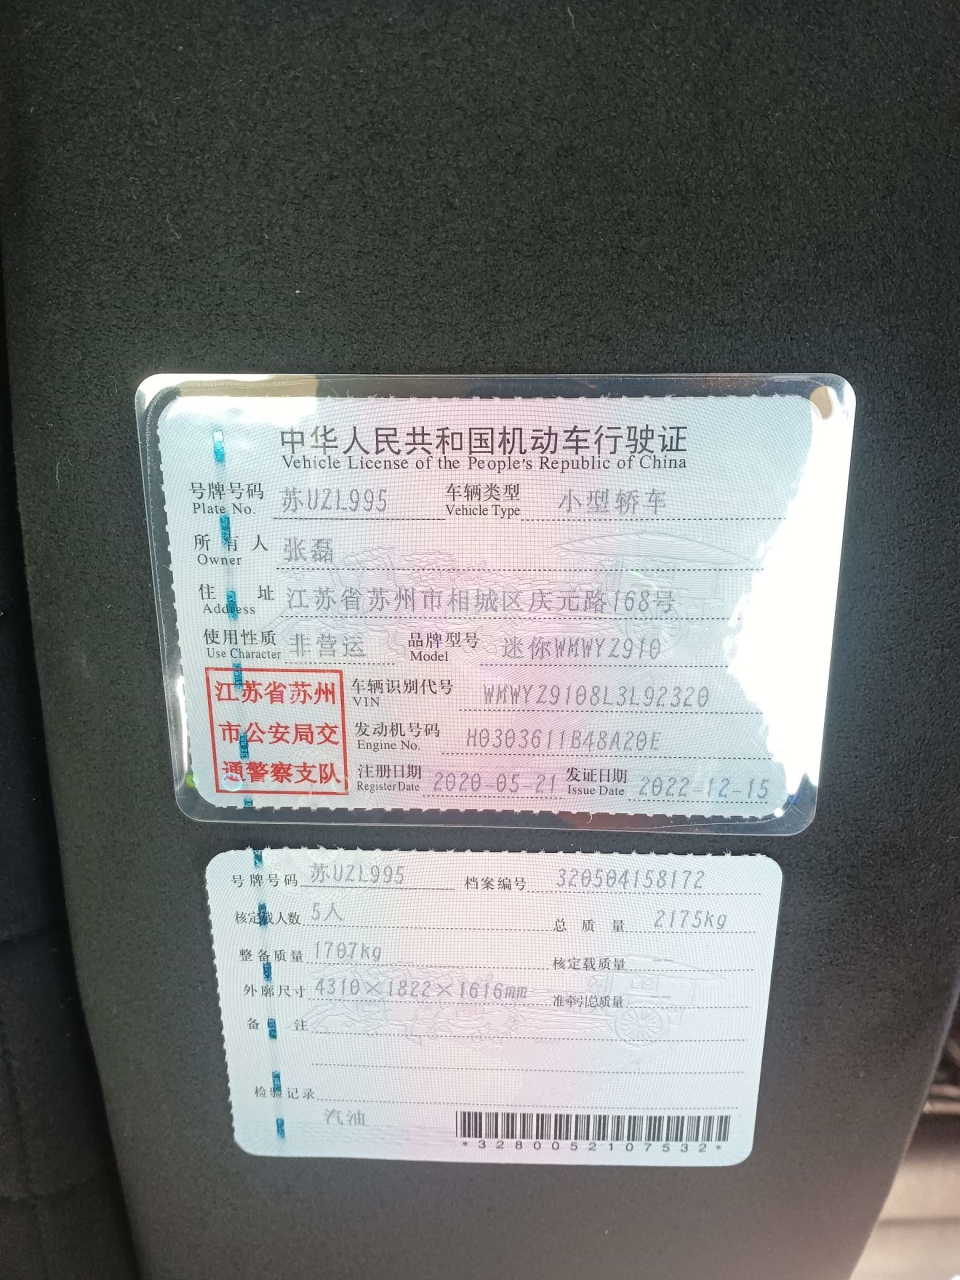 中华人民共和国机动车行驶证
Vehicle License of the People's Republic of China
号牌号码 苏UZL995 车辆类型 小型轿车
Plate No. Vehicle Type
所有人 张磊
Owner
住址 江苏省苏州市相城区庆元路168号
Address
使用性质 非营运 品牌型号 迷你WMWYZ910
Use Character Model
江苏省苏州
市公安局交
通警察支队
车辆识别代号 WMWYZ9108L3L92320
VIN
发动机号码 H0303611B48A20E
Engine No.
注册日期 2020-05-21 发证日期 2022-12-15
Register Date Issue Date
号牌号码 苏UZL995 档案编号 320504158172
核定载人数 5人 总质量 2175kg
整备质量 1707kg 核定载质量
外廓尺寸 4310×1822×1616mm 准牵引总质量
备注
检验记录
汽油
*3280052107532*